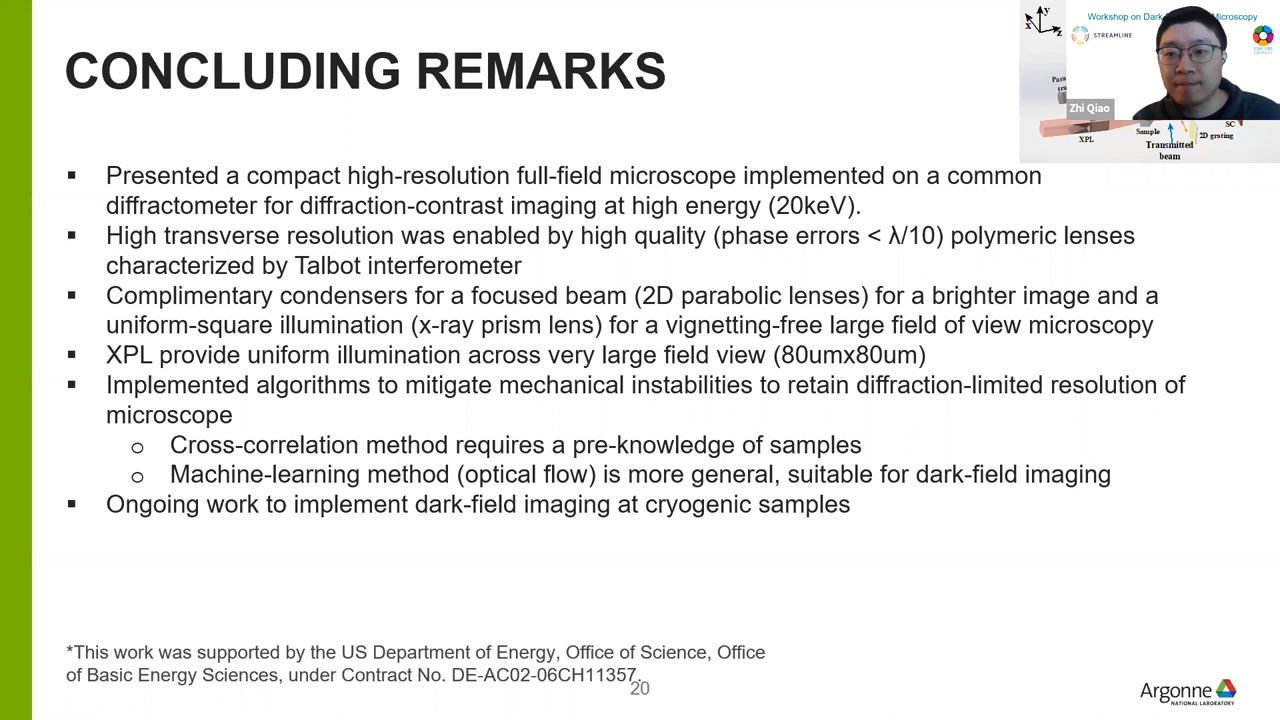 CONCLUDING REMARKS
▪ Presented a compact high-resolution full-field microscope implemented on a common
diffractometer for diffraction-contrast imaging at high energy (20keV).
▪ High transverse resolution was enabled by high quality (phase errors < λ/10) polymeric lenses
characterized by Talbot interferometer
▪ Complimentary condensers for a focused beam (2D parabolic lenses) for a brighter image and a
uniform-square illumination (x-ray prism lens) for a vignetting-free large field of view microscopy
▪ XPL provide uniform illumination across very large field view (80umx80um)
▪ Implemented algorithms to mitigate mechanical instabilities to retain diffraction-limited resolution of
microscope
o Cross-correlation method requires a pre-knowledge of samples
o Machine-learning method (optical flow) is more general, suitable for dark-field imaging
▪ Ongoing work to implement dark-field imaging at cryogenic samples
*This work was supported by the US Department of Energy, Office of Science, Office
of Basic Energy Sciences, under Contract No. DE-AC02-06CH11357.
20
Argonne
NATIONAL LABORATORY
Workshop on Dark Microscopy
STREAMLINE
Zhi Qiao
x y z
XPL
Sample
Transmitted
beam
2D grating
SC